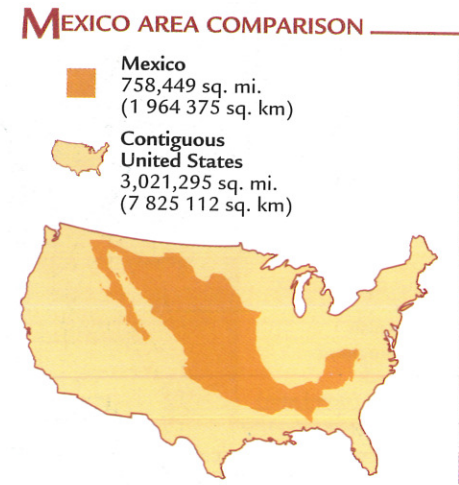 MEXICO AREA COMPARISON
Mexico
758,449 sq. mi.
(1 964 375 sq. km)
Contiguous
United States
3,021,295 sq. mi.
(7 825 112 sq. km)